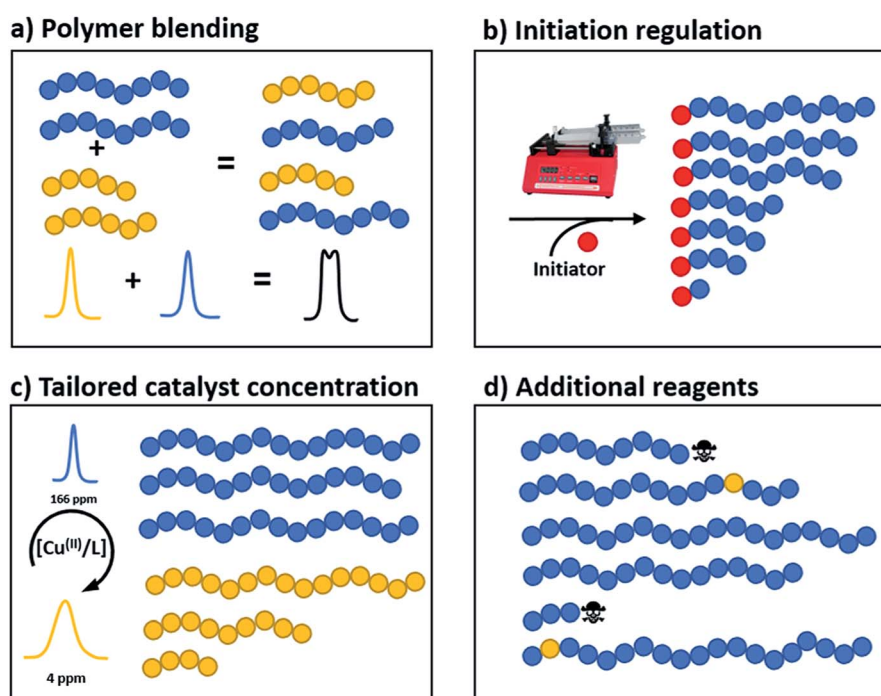 a) Polymer blending
+
=
+
=
b) Initiation regulation
Initiator
c) Tailored catalyst concentration
166 ppm
[Cu(II)/L]
4 ppm
d) Additional reagents